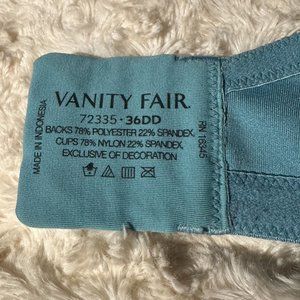 VANITY FAIR.
72335 · 36DD
BACKS 78% POLYESTER 22% SPANDEX
CUPS 78% NYLON 22% SPANDEX,
EXCLUSIVE OF DECORATION
MADE IN INDONESIA
RN 16345